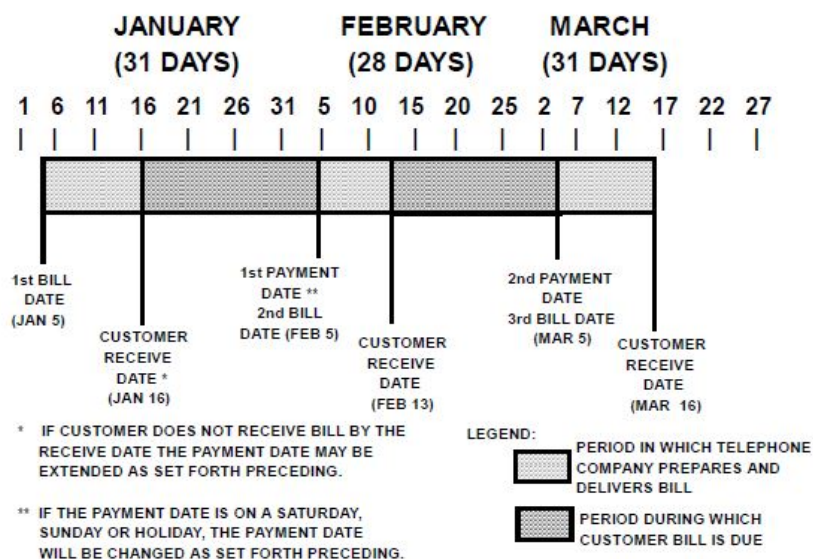 JANUARY FEBRUARY MARCH
(31 DAYS) (28 DAYS) (31 DAYS)
1 6 11 16 21 26 31 5 10 15 20 25 2 7 12 17 22 27
1st BILL
DATE
(JAN 5)
CUSTOMER
RECEIVE
DATE *
(JAN 16)
1st PAYMENT
DATE **
2nd BILL
DATE (FEB 5)
CUSTOMER
RECEIVE
DATE
(FEB 13)
2nd PAYMENT
DATE
3rd BILL DATE
(MAR 5)
CUSTOMER
RECEIVE
DATE
(MAR 16)
* IF CUSTOMER DOES NOT RECEIVE BILL BY THE
RECEIVE DATE THE PAYMENT DATE MAY BE
EXTENDED AS SET FORTH PRECEDING.
** IF THE PAYMENT DATE IS ON A SATURDAY,
SUNDAY OR HOLIDAY, THE PAYMENT DATE
WILL BE CHANGED AS SET FORTH PRECEDING.
LEGEND:
PERIOD IN WHICH TELEPHONE
COMPANY PREPARES AND
DELIVERS BILL
PERIOD DURING WHICH
CUSTOMER BILL IS DUE